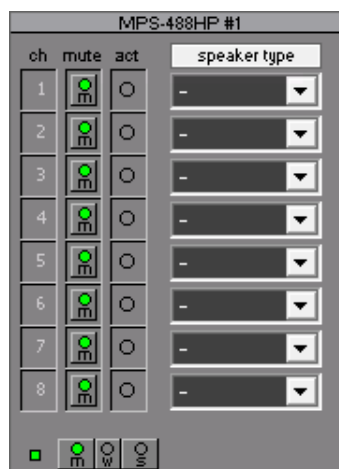 MPS-488HP #1
ch mute act speaker type
1 m -
2 m -
3 m -
4 m -
5 m -
6 m -
7 m -
8 m -
m w s